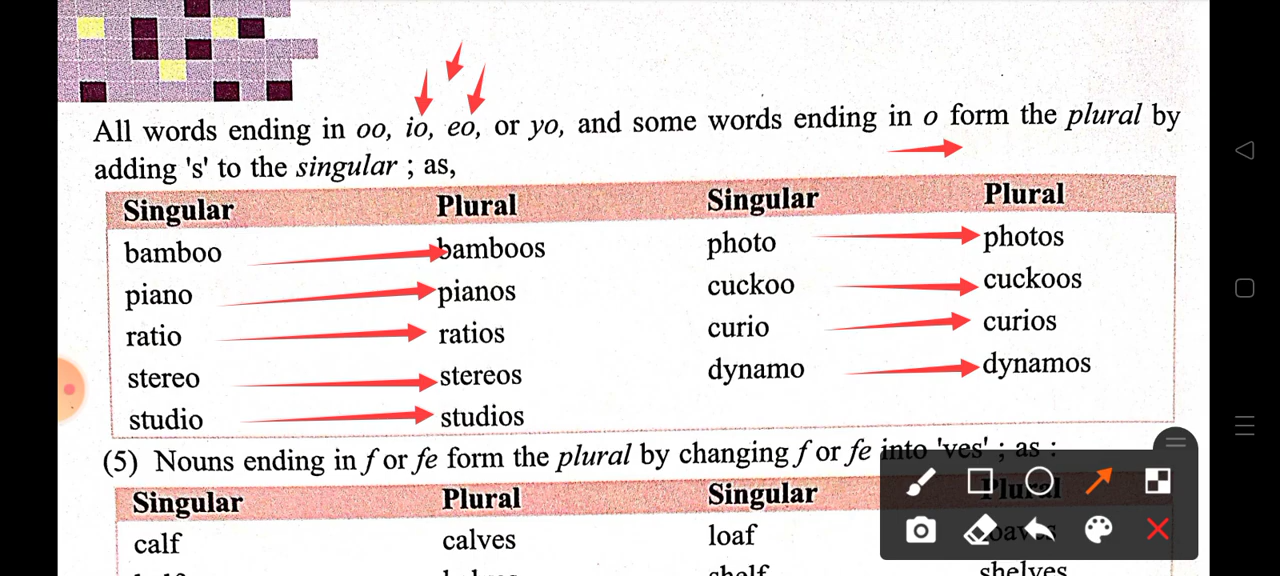 All words ending in oo, io, eo, or yo, and some words ending in o form the plural by
adding 's' to the singular ; as,
Singular Plural Singular Plural
bamboo bamboos photo photos
piano pianos cuckoo cuckoos
ratio ratios curio curios
stereo stereos dynamo dynamos
studio studios
(5) Nouns ending in f or fe form the plural by changing f or fe into 'ves' ; as :
Singular Plural Singular Plural
calf calves loaf
shelf shelves